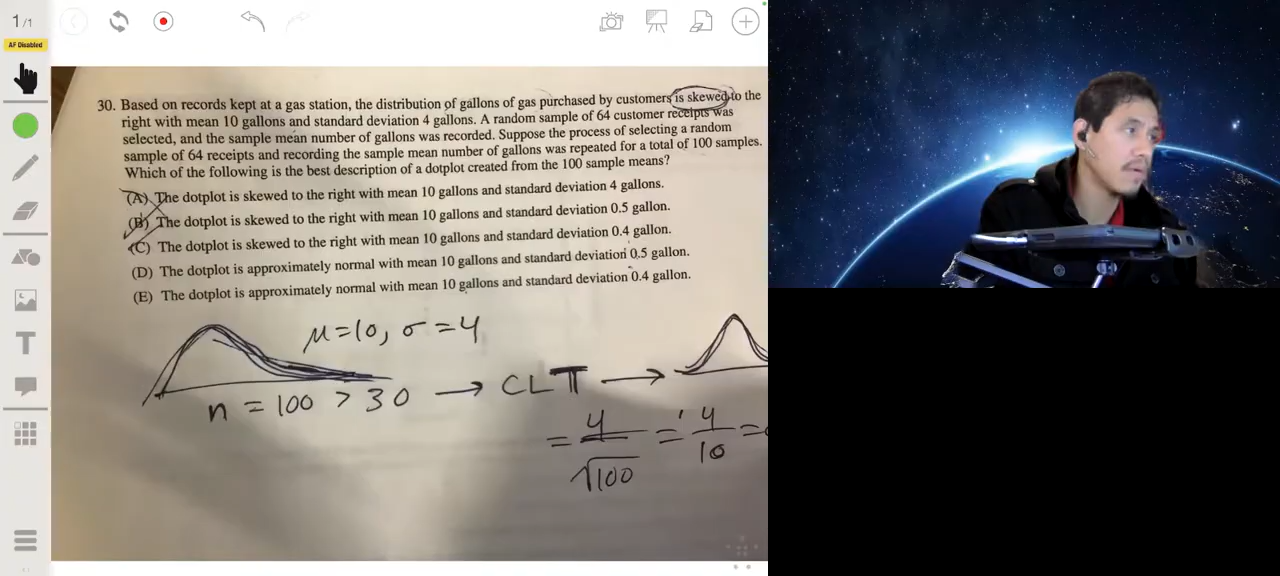 1/1
AF Disabled
30. Based on records kept at a gas station, the distribution of gallons of gas purchased by customers is skewed to the
right with mean 10 gallons and standard deviation 4 gallons. A random sample of 64 customer receipts was
selected, and the sample mean number of gallons was recorded. Suppose the process of selecting a random
sample of 64 receipts and recording the sample mean number of gallons was repeated for a total of 100 samples.
Which of the following is the best description of a dotplot created from the 100 sample means?
(A) The dotplot is skewed to the right with mean 10 gallons and standard deviation 4 gallons.
(B) The dotplot is skewed to the right with mean 10 gallons and standard deviation 0.5 gallon.
(C) The dotplot is skewed to the right with mean 10 gallons and standard deviation 0.4 gallon.
(D) The dotplot is approximately normal with mean 10 gallons and standard deviation 0.5 gallon.
(E) The dotplot is approximately normal with mean 10 gallons and standard deviation 0.4 gallon.
μ=10, σ=4
n = 100 > 30 → CLT →
= 4/√100 = 4/10 =
T